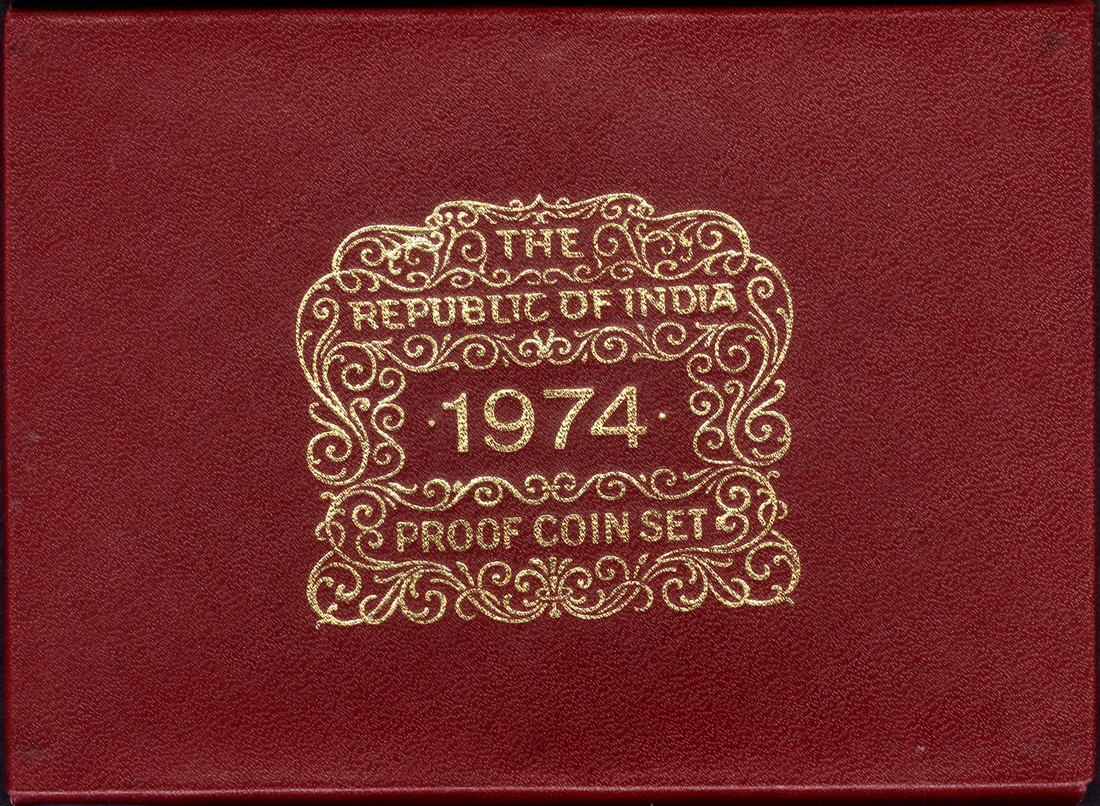 THE
REPUBLIC OF INDIA
·1974·
PROOF COIN SET